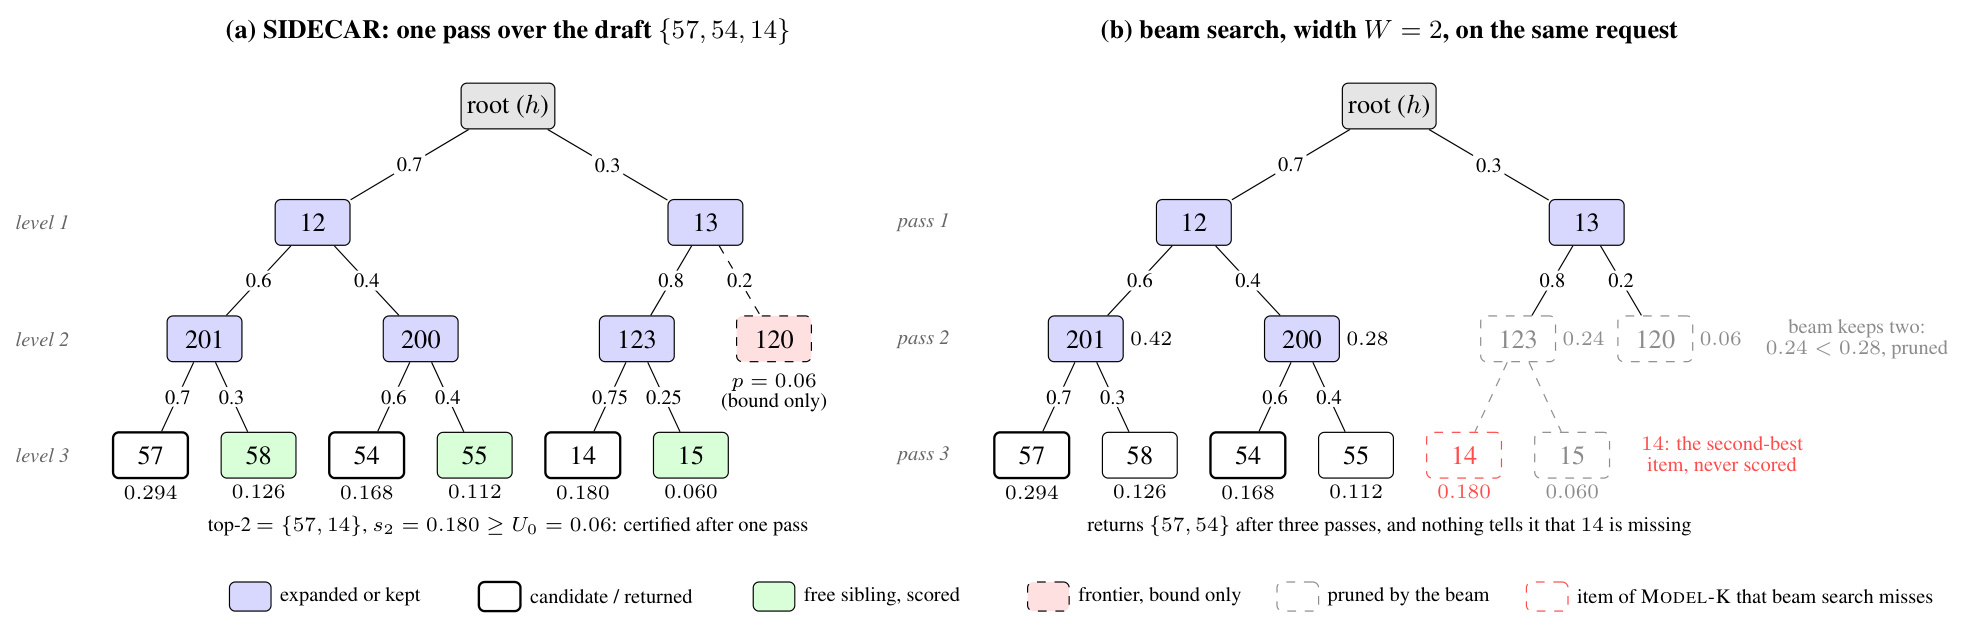 (a) SIDECAR: one pass over the draft {57, 54, 14}
root (h)
0.7 0.3
level 1 12 13
0.6 0.4 0.8 0.2
level 2 201 200 123 120
p = 0.06
(bound only)
0.7 0.3 0.6 0.4 0.75 0.25
level 3 57 58 54 55 14 15
0.294 0.126 0.168 0.112 0.180 0.060
top-2 = {57, 14}, s₂ = 0.180 ≥ U₀ = 0.06: certified after one pass
(b) beam search, width W = 2, on the same request
root (h)
0.7 0.3
pass 1 12 13
0.6 0.4 0.8 0.2
pass 2 201 0.42 200 0.28 123 0.24 120 0.06
beam keeps two:
0.24 < 0.28, pruned
0.7 0.3 0.6 0.4
pass 3 57 58 54 55 14 15
14: the second-best
item, never scored
0.294 0.126 0.168 0.112 0.180 0.060
returns {57, 54} after three passes, and nothing tells it that 14 is missing
expanded or kept
candidate / returned
free sibling, scored
frontier, bound only
pruned by the beam
item of MODEL-K that beam search misses